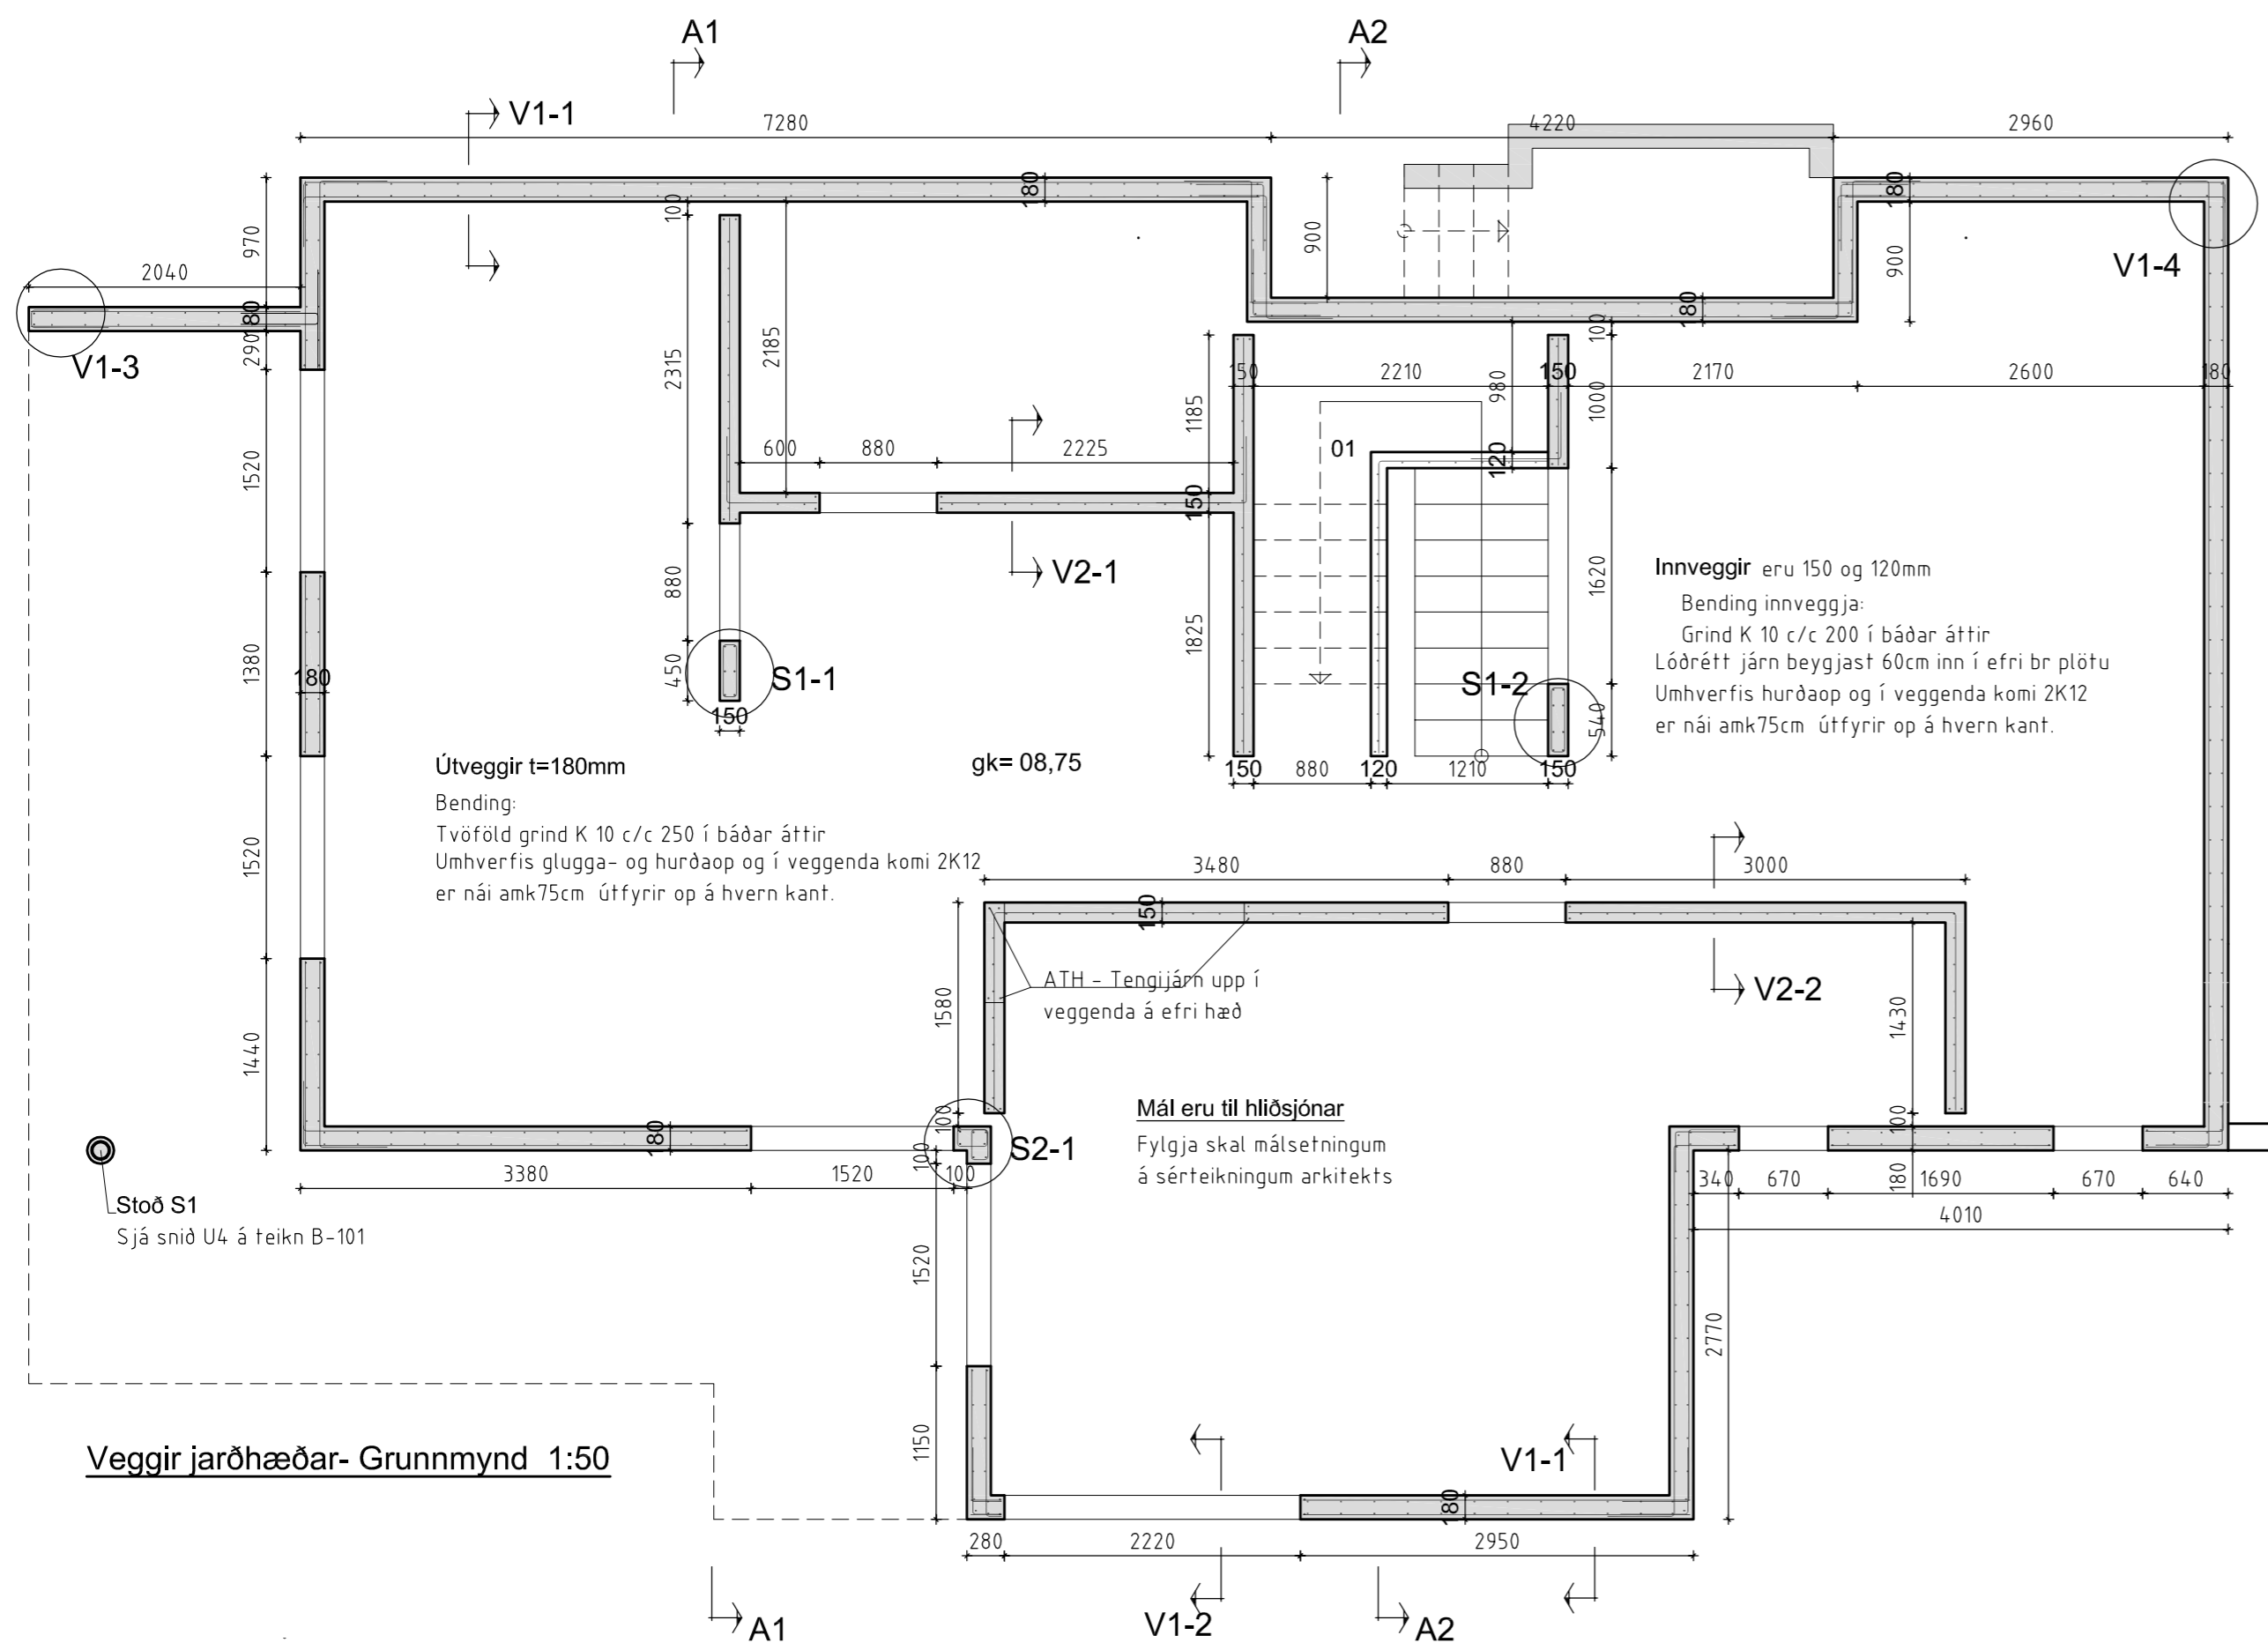 A1
A2
V1-1
7280
4220
2960
180
180
100
970
900
900
2040
V1-4
180
180
290
V1-3
2315
2185
100
150
2210
980
150
2170
2600
180
1185
1000
1520
600
880
2225
01
120
150
880
V2-1
1620
Innveggir eru 150 og 120mm
Bending innveggja:
Grind K 10 c/c 200 í báðar áttir
Lóðrétt járn beygjast 60cm inn í efri br plötu
Umhverfis hurðaop og í veggenda komi 2K12
er nái amk75cm útfyrir op á hvern kant.
1825
1380
180
450
S1-1
S1-2
540
150
Útveggir t=180mm
gk= 08,75
150
880
120
1210
150
Bending:
Tvöföld grind K 10 c/c 250 í báðar áttir
Umhverfis glugga- og hurðaop og í veggenda komi 2K12
er nái amk75cm útfyrir op á hvern kant.
1520
3480
880
3000
150
ATH - Tengijárn upp í
veggenda á efri hæð
V2-2
1580
1430
1440
Mál eru til hliðsjónar
Fylgja skal málsetningum
á sérteikningum arkitekts
100
100
180
S2-1
100
3380
1520
100
180
340
670
1690
670
640
4010
Stoð S1
Sjá snið U4 á teikn B-101
1520
2770
1150
Veggir jarðhæðar- Grunnmynd 1:50
V1-1
180
280
2220
2950
A1
V1-2
A2